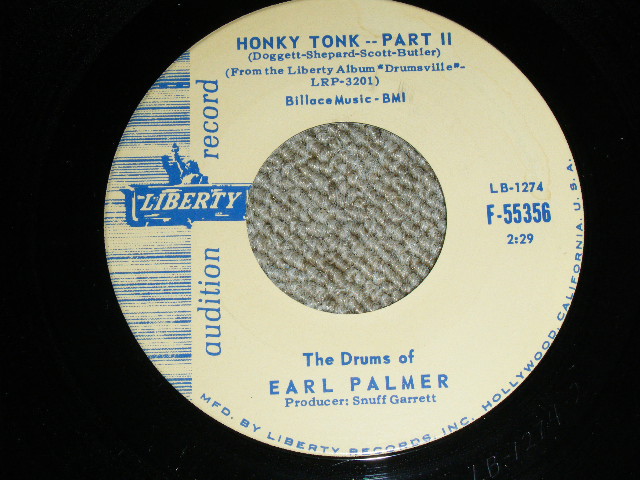 HONKY TONK -- PART II
(Doggett-Shepard-Scott-Butler)
(From the Liberty Album "Drumsville"-
LRP-3201)
Billace Music - BMI
audition record
LIBERTY
LB-1274
F-55356
2:29
The Drums of
EARL PALMER
Producer: Snuff Garrett
MFD. BY LIBERTY RECORDS, INC. HOLLYWOOD, CALIFORNIA, U.S.A.
LB-1274